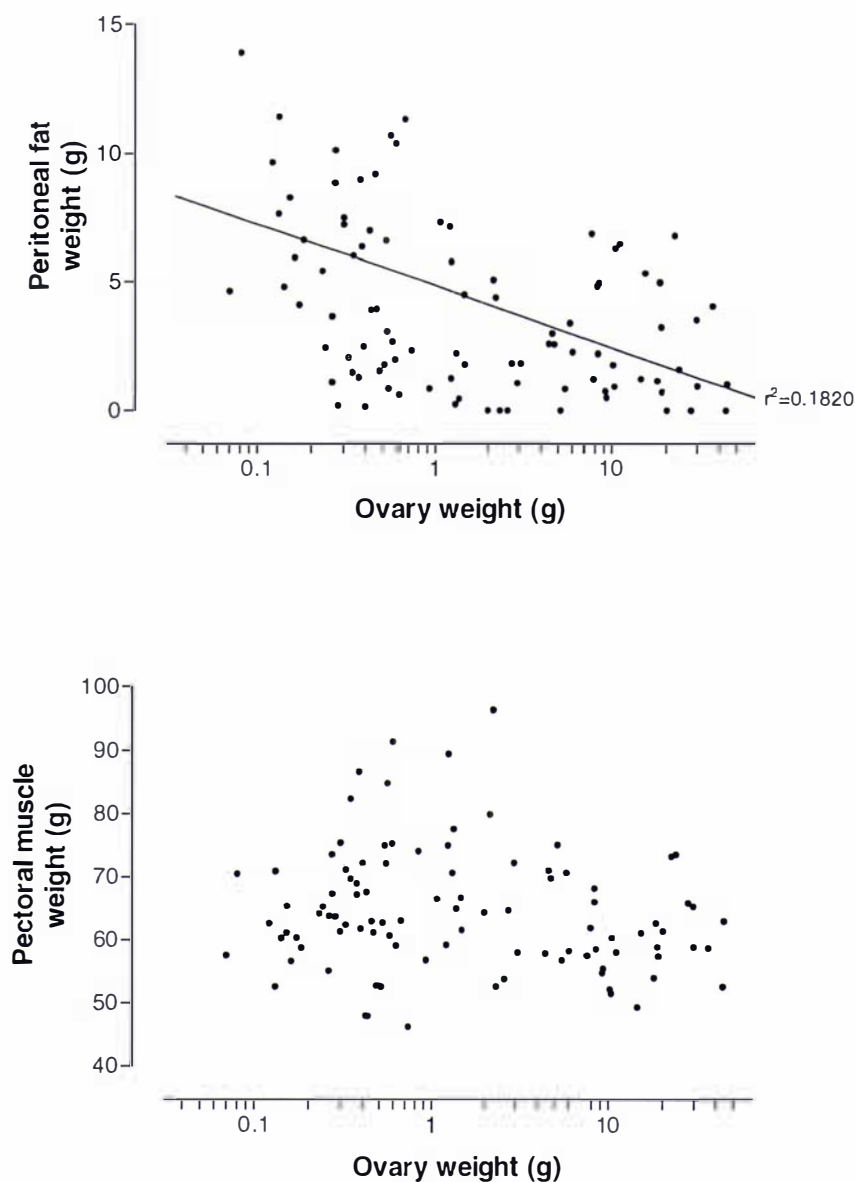 15
10
5
0
Peritoneal fat
weight (g)
r²=0.1820
0.1 1 10
Ovary weight (g)
100
90
80
70
60
50
40
Pectoral muscle
weight (g)
0.1 1 10
Ovary weight (g)